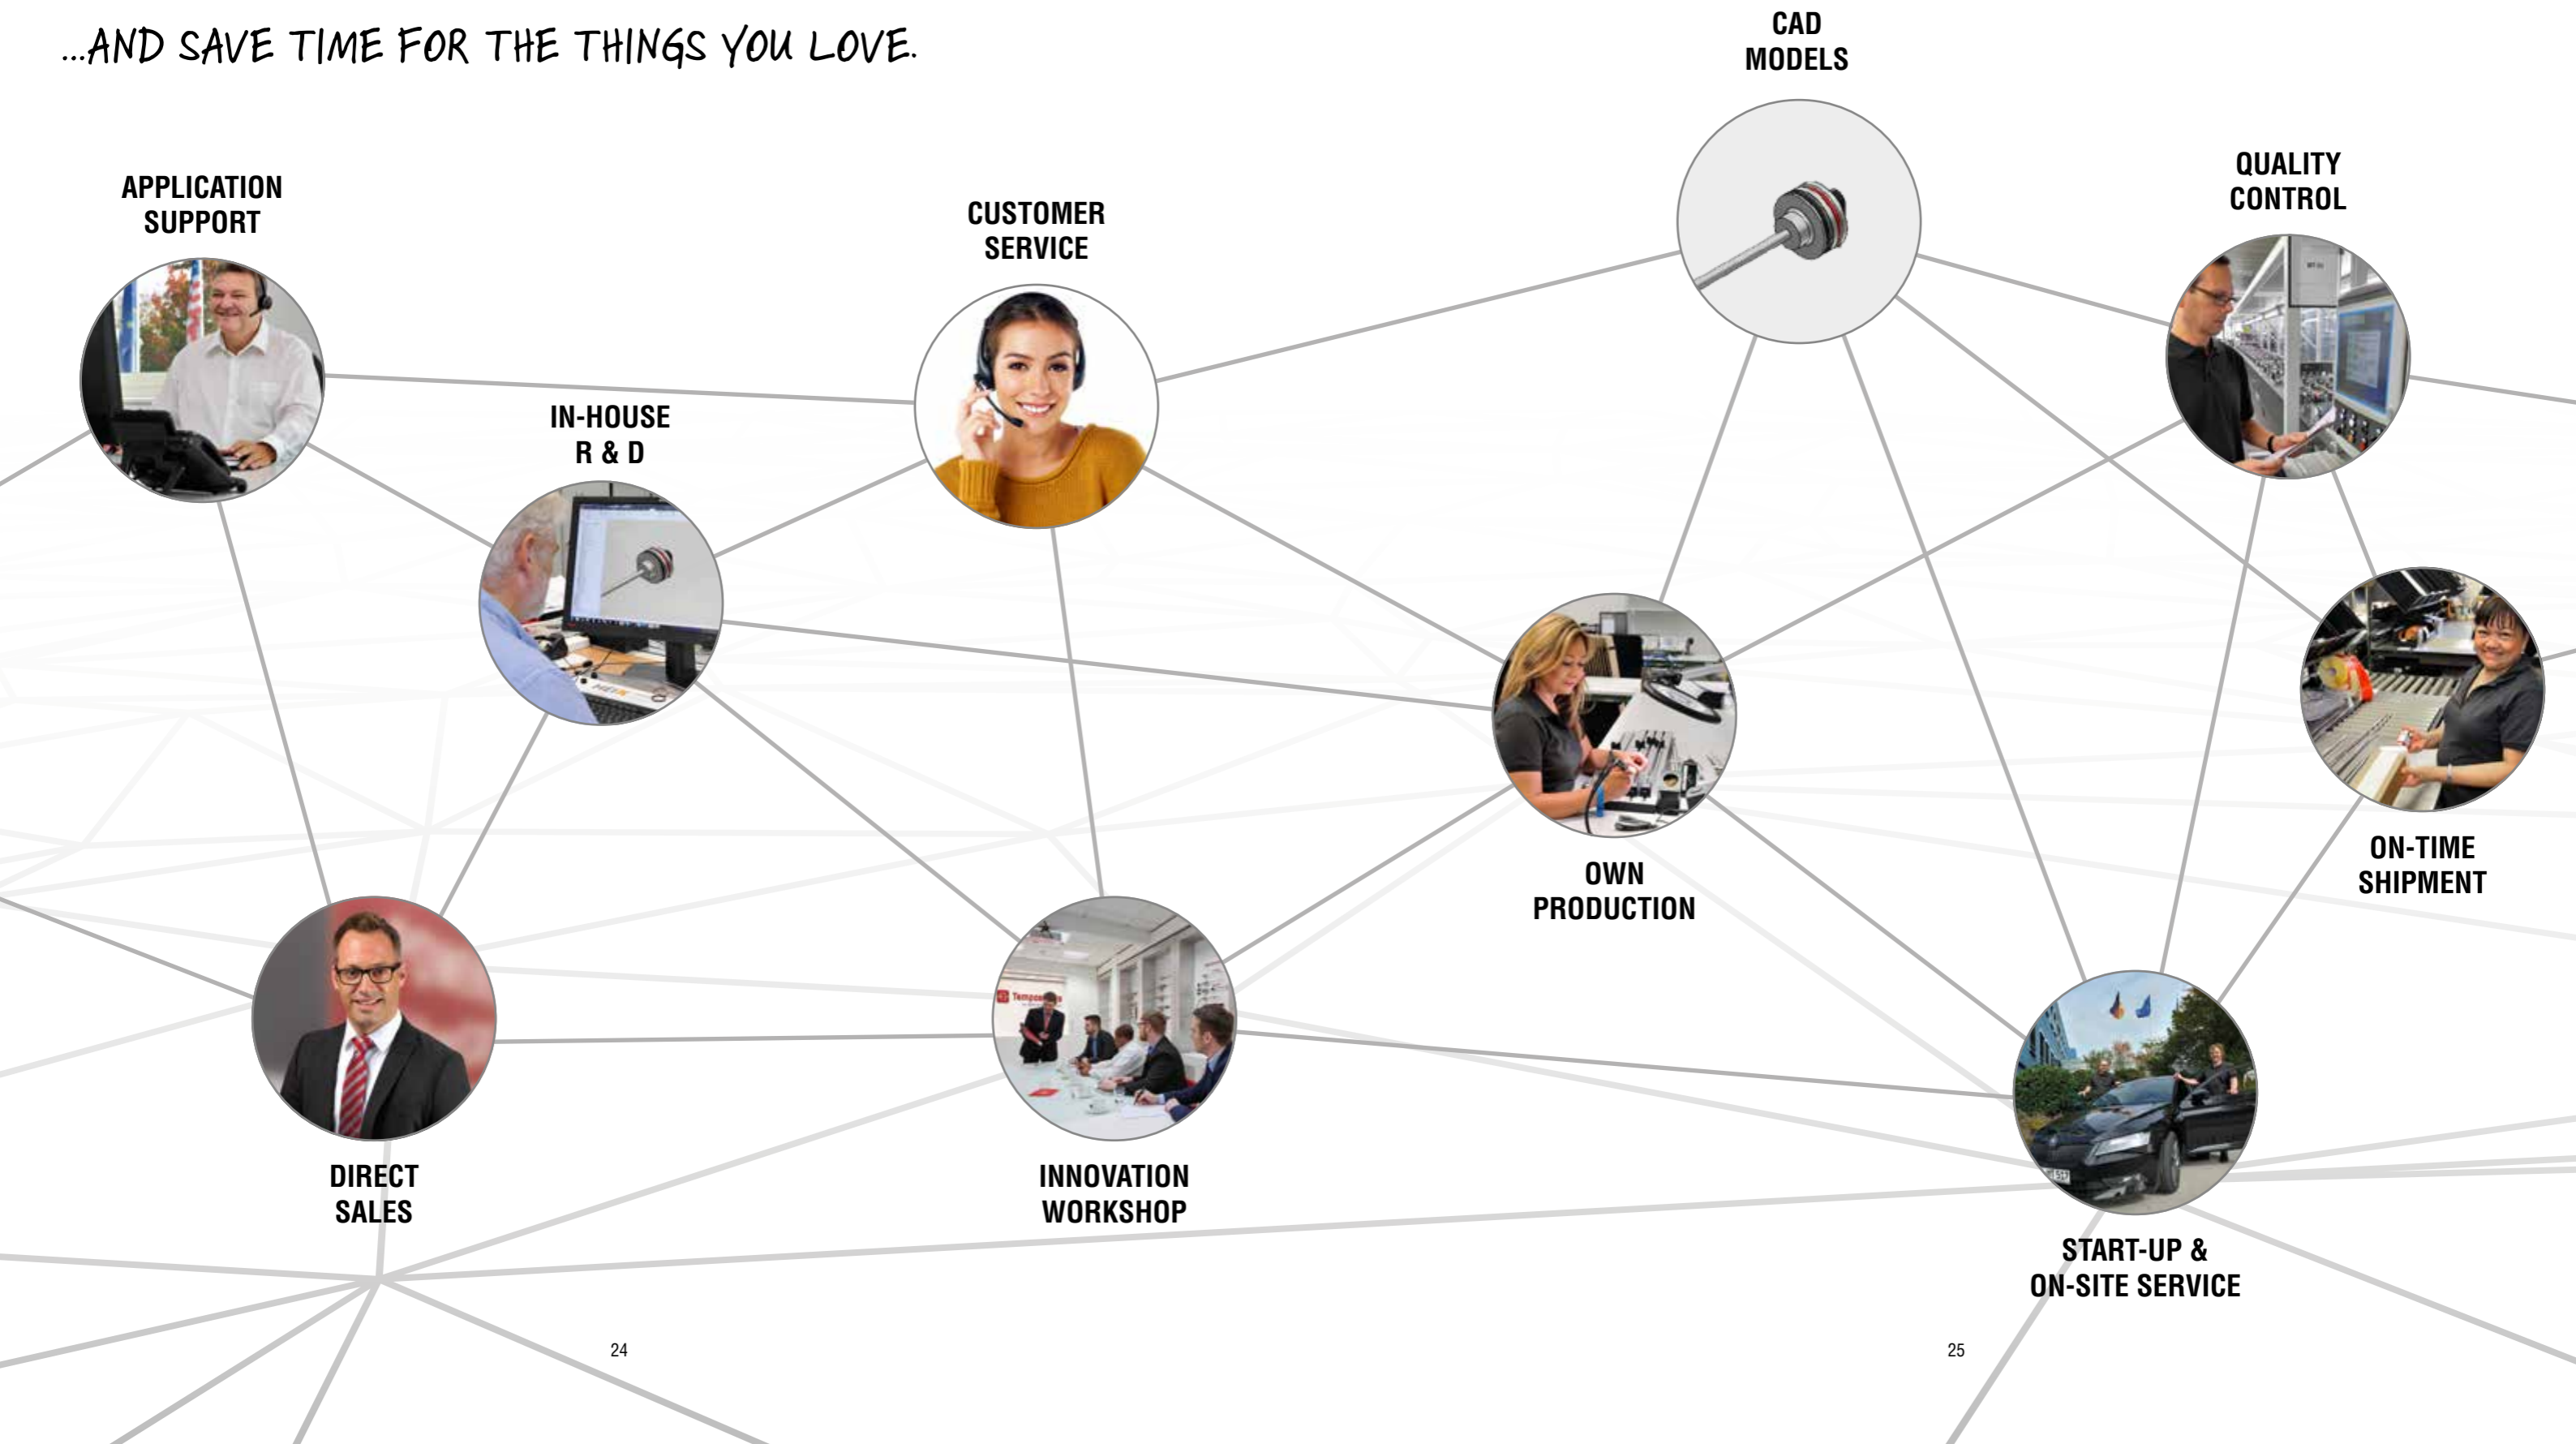 ...AND SAVE TIME FOR THE THINGS YOU LOVE.
CAD
MODELS
QUALITY
CONTROL
APPLICATION
SUPPORT
CUSTOMER
SERVICE
IN-HOUSE
R & D
OWN
PRODUCTION
ON-TIME
SHIPMENT
DIRECT
SALES
INNOVATION
WORKSHOP
START-UP &
ON-SITE SERVICE
24
25